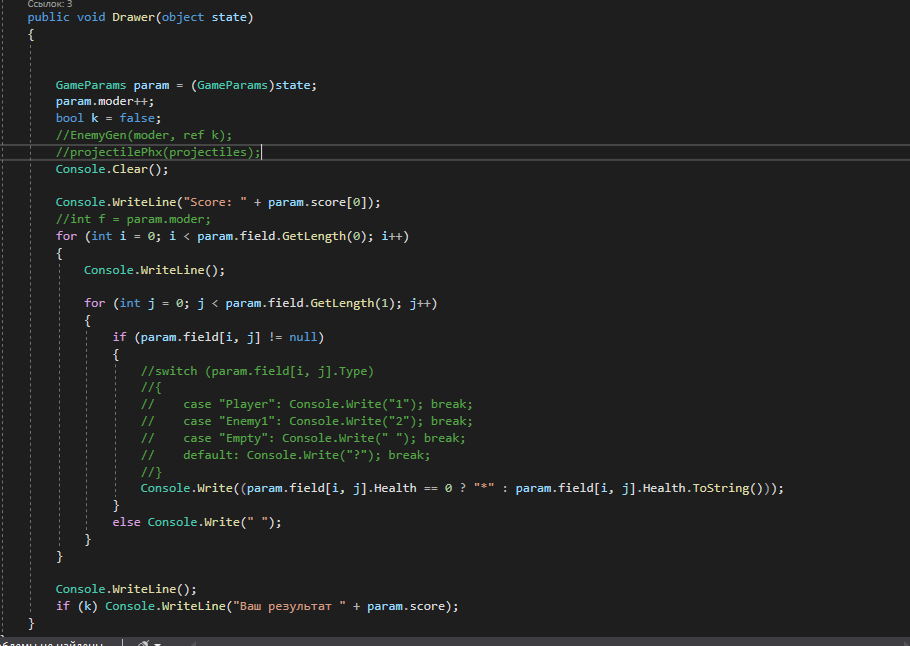 Ссылок: 3
public void Drawer(object state)
{
GameParams param = (GameParams)state;
param.moder++;
bool k = false;
//EnemyGen(moder, ref k);
//projectilePhx(projectiles);
Console.Clear();
Console.WriteLine("Score: " + param.score[0]);
//int f = param.moder;
for (int i = 0; i < param.field.GetLength(0); i++)
{
Console.WriteLine();
for (int j = 0; j < param.field.GetLength(1); j++)
{
if (param.field[i, j] != null)
{
//switch (param.field[i, j].Type)
//{
//    case "Player": Console.Write("1"); break;
//    case "Enemy1": Console.Write("2"); break;
//    case "Empty": Console.Write(" "); break;
//    default: Console.Write("?"); break;
//}
Console.Write((param.field[i, j].Health == 0 ? "*" : param.field[i, j].Health.ToString()));
}
else Console.Write(" ");
}
}
Console.WriteLine();
if (k) Console.WriteLine("Ваш результат " + param.score);
}